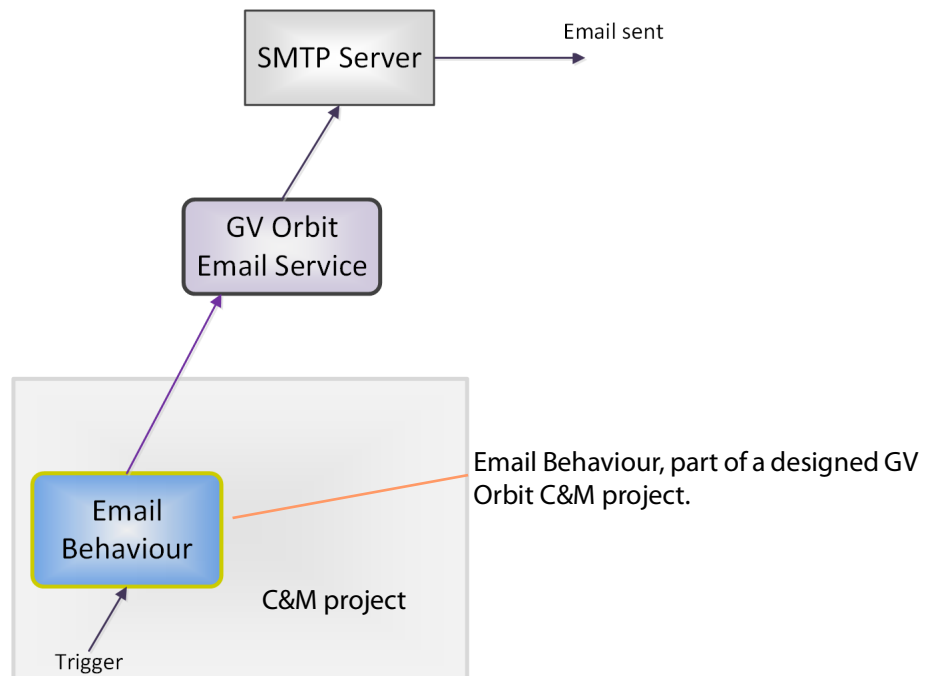 Email sent
SMTP Server
GV Orbit
Email Service
Email Behaviour, part of a designed GV
Orbit C&M project.
Email
Behaviour
C&M project
Trigger